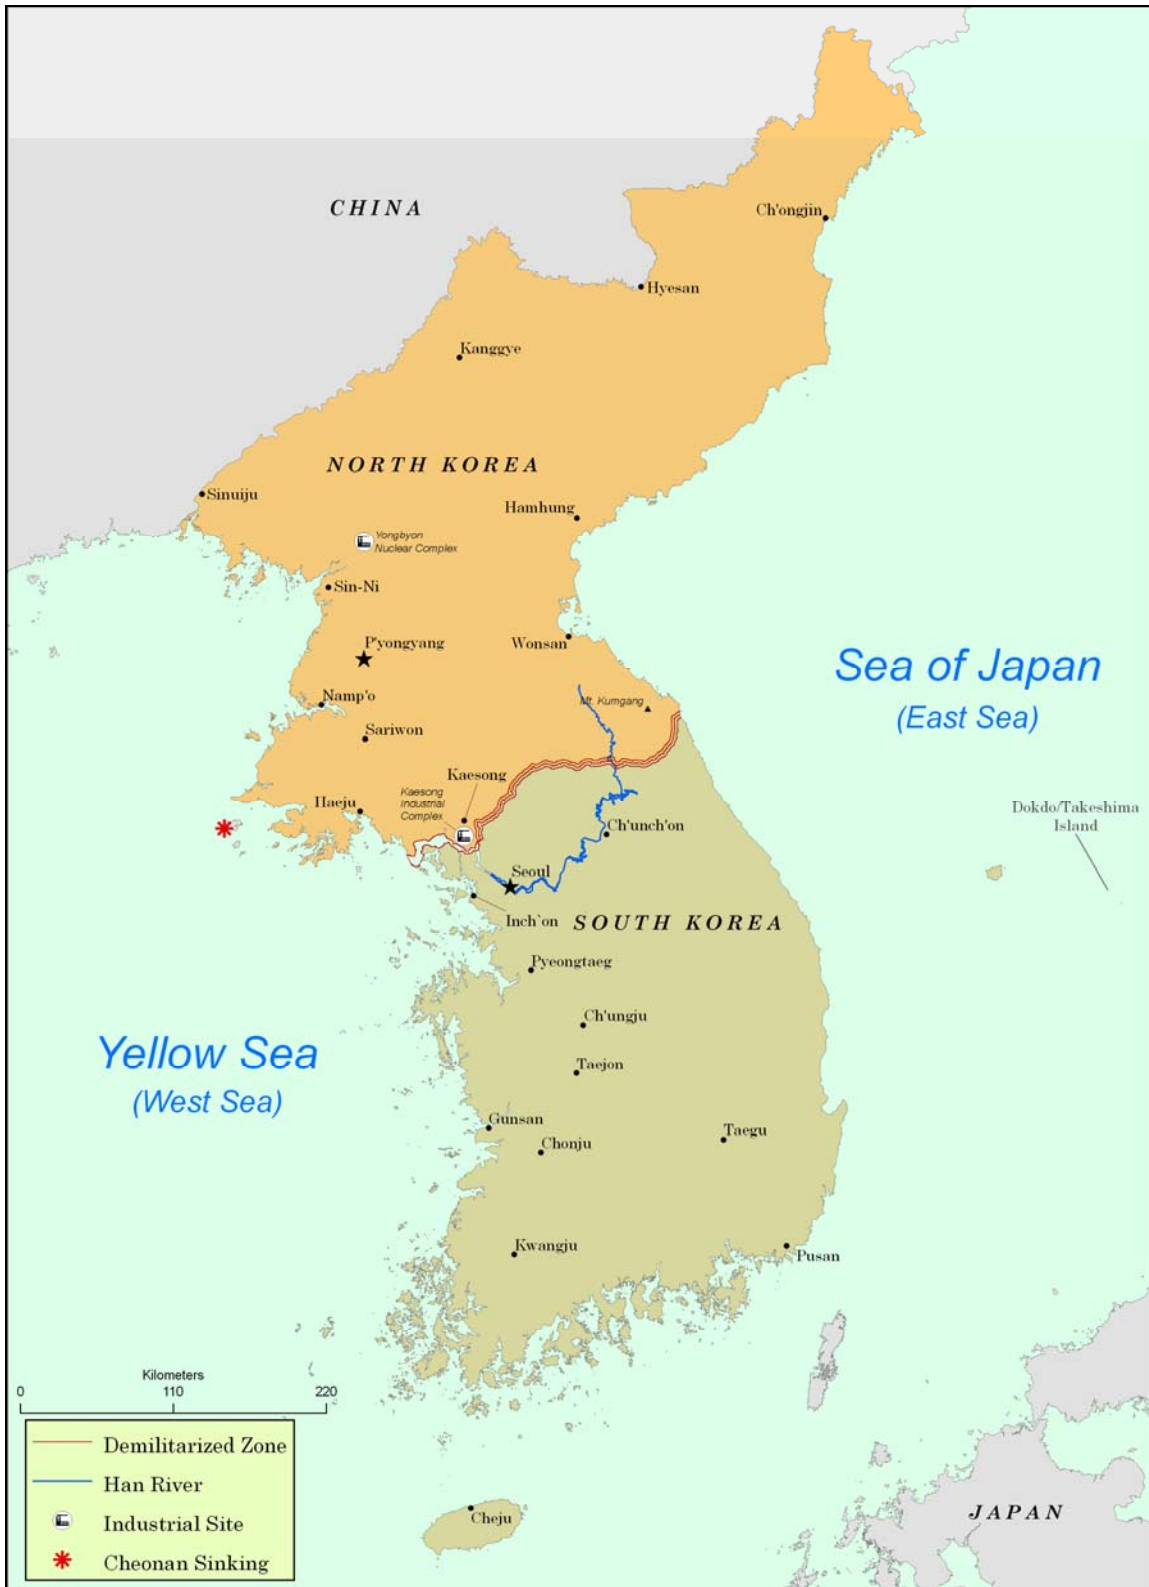 CHINA
Ch'ongjin
Hyesan
Kanggye
NORTH KOREA
Sinuiju
Hamhung
Yongbyon
Nuclear Complex
Sin-Ni
P'yongyang
Wonsan
Sea of Japan
(East Sea)
Namp'o
Mt. Kumgang
Sariwon
Kaesong
Kaesong
Industrial
Complex
Haeju
Dokdo/Takeshima
Island
Ch'unch'on
Seoul
Inch`on
SOUTH KOREA
Pyeongtaeg
Ch'ungju
Yellow Sea
(West Sea)
Taejon
Gunsan
Chonju
Taegu
Kwangju
Pusan
Kilometers
0 110 220
Demilitarized Zone
Han River
Industrial Site
Cheonan Sinking
Cheju
JAPAN